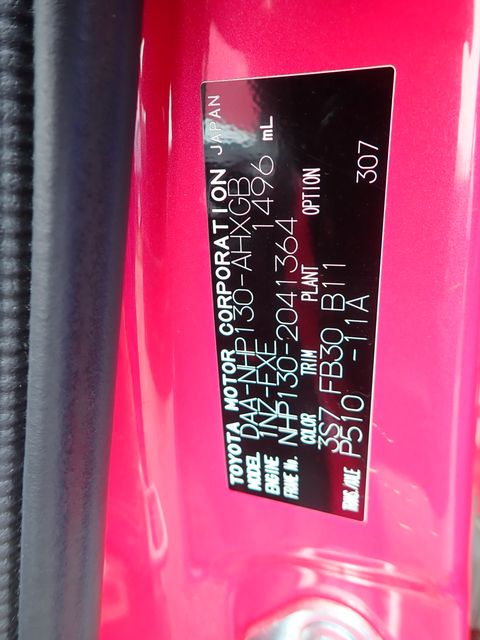 TOYOTA MOTOR CORPORATION JAPAN
MODEL DAA-NHP130-AHXGB
ENGINE 1NZ-FXE 1496 mL
FRAME No. NHP130-2041364
COLOR TRIM PLANT OPTION
3S7 FB30 B11
TRANS/AXLE P510 -11A 307